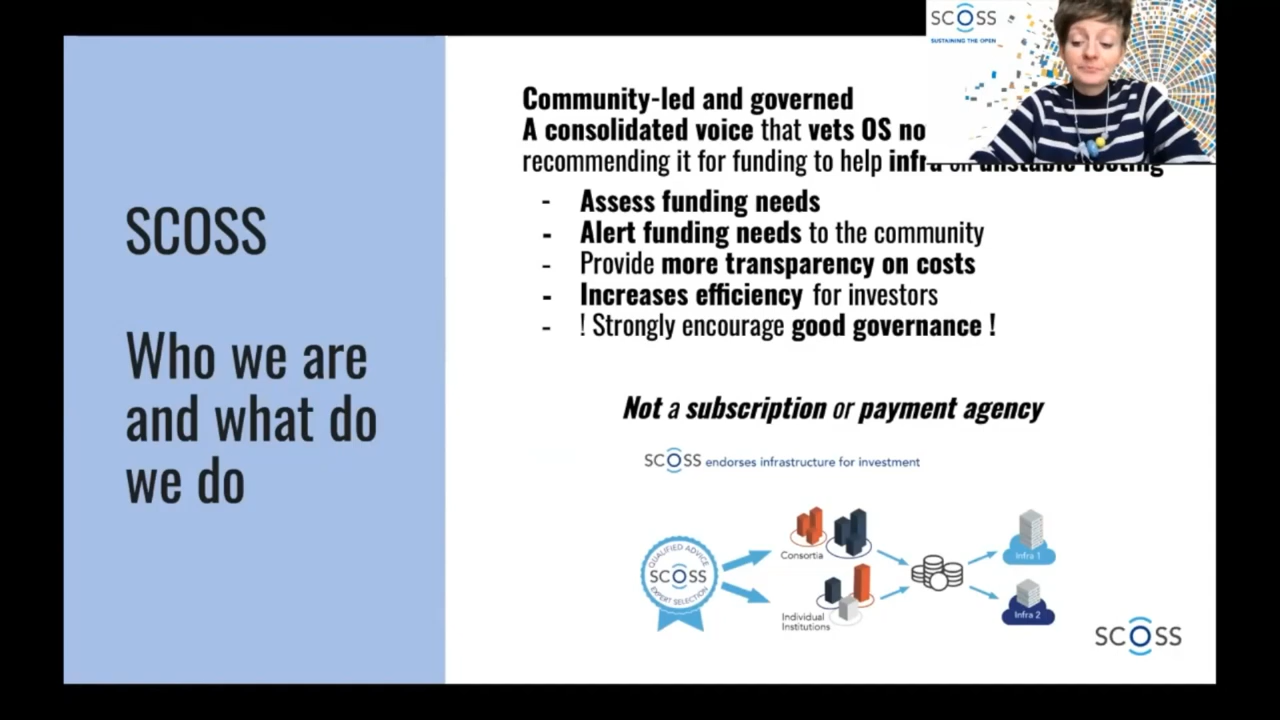 SCOSS
SUSTAINING THE OPEN
SCOSS
Who we are
and what do
we do
Community-led and governed
A consolidated voice that vets OS no
recommending it for funding to help infra on unstable footing
- Assess funding needs
- Alert funding needs to the community
- Provide more transparency on costs
- Increases efficiency for investors
- ! Strongly encourage good governance !
Not a subscription or payment agency
SCOSS endorses infrastructure for investment
QUALIFIED ADVICE
SCOSS
EXPERT SELECTION
Consortia
Individual
Institutions
Infra 1
Infra 2
SCOSS